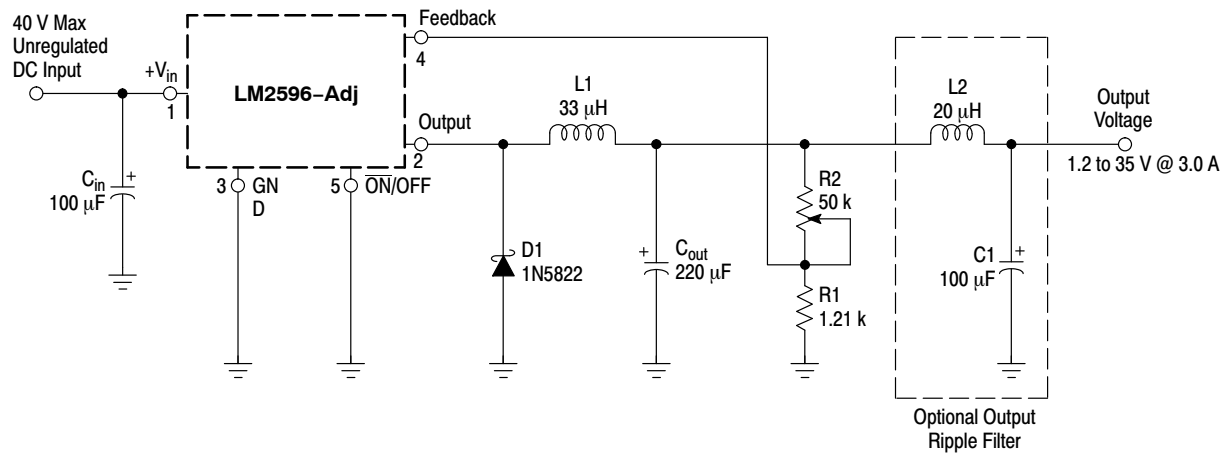 40 V Max
Unregulated
DC Input
+Vin
1
LM2596−Adj
Feedback
4
Output
2
3
GN
D
5
ON/OFF
Cin
100 μF
+
L1
33 μH
D1
1N5822
+
Cout
220 μF
R2
50 k
R1
1.21 k
L2
20 μH
C1
100 μF
+
Output
Voltage
1.2 to 35 V @ 3.0 A
Optional Output
Ripple Filter